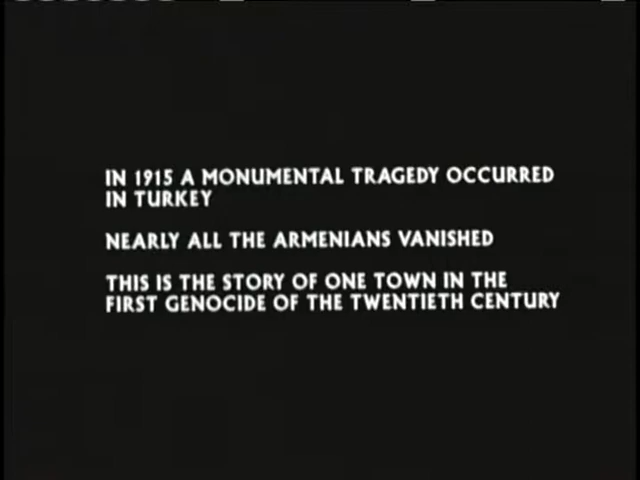 IN 1915 A MONUMENTAL TRAGEDY OCCURRED
IN TURKEY
NEARLY ALL THE ARMENIANS VANISHED
THIS IS THE STORY OF ONE TOWN IN THE
FIRST GENOCIDE OF THE TWENTIETH CENTURY